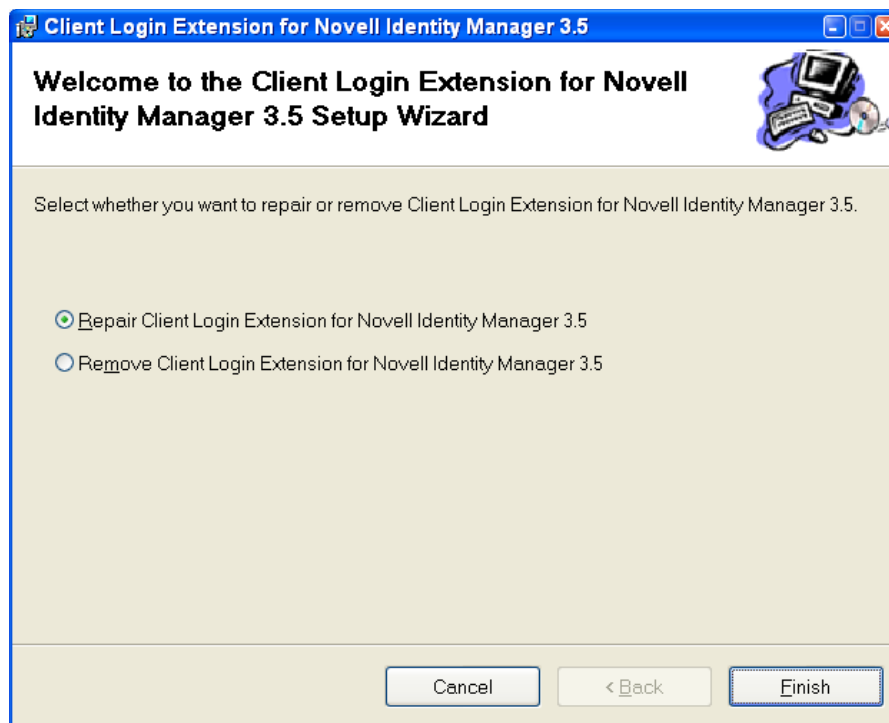 Client Login Extension for Novell Identity Manager 3.5
Welcome to the Client Login Extension for Novell
Identity Manager 3.5 Setup Wizard
Select whether you want to repair or remove Client Login Extension for Novell Identity Manager 3.5.
Repair Client Login Extension for Novell Identity Manager 3.5
Remove Client Login Extension for Novell Identity Manager 3.5
Cancel
< Back
Finish